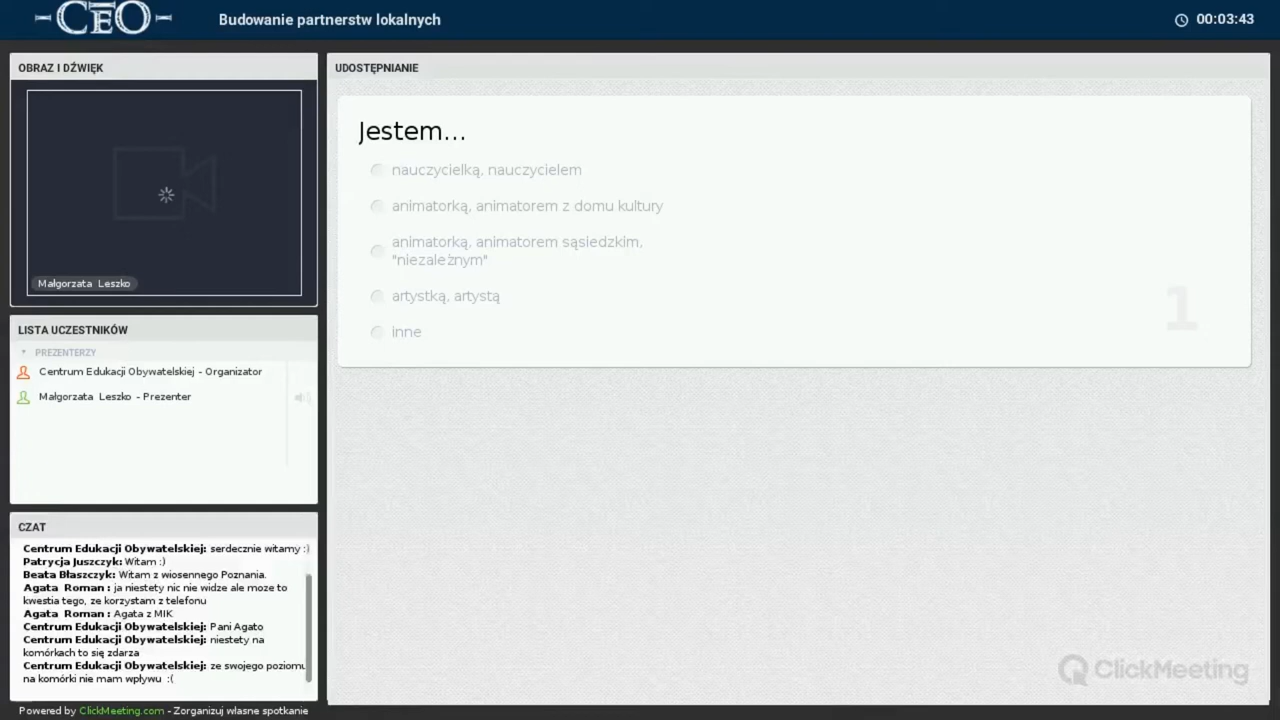 CEO
Budowanie partnerstw lokalnych
00:03:43
OBRAZ I DŹWIĘK
Małgorzata Leszko
UDOSTĘPNIANIE
Jestem...
nauczycielką, nauczycielem
animatorką, animatorem z domu kultury
animatorką, animatorem sąsiedzkim,
"niezależnym"
artystką, artystą
inne
1
LISTA UCZESTNIKÓW
PREZENTERZY
Centrum Edukacji Obywatelskiej - Organizator
Małgorzata Leszko - Prezenter
CZAT
Centrum Edukacji Obywatelskiej: serdecznie witamy :)
Patrycja Juszczyk: Witam :)
Beata Błaszczyk: Witam z wiosennego Poznania.
Agata Roman : ja niestety nic nie widze ale moze to
kwestia tego, ze korzystam z telefonu
Agata Roman : Agata z MIK
Centrum Edukacji Obywatelskiej: Pani Agato
Centrum Edukacji Obywatelskiej: niestety na
komórkach to się zdarza
Centrum Edukacji Obywatelskiej: ze swojego poziomu
na komórki nie mam wpływu :(
ClickMeeting
Powered by ClickMeeting.com - Zorganizuj własne spotkanie